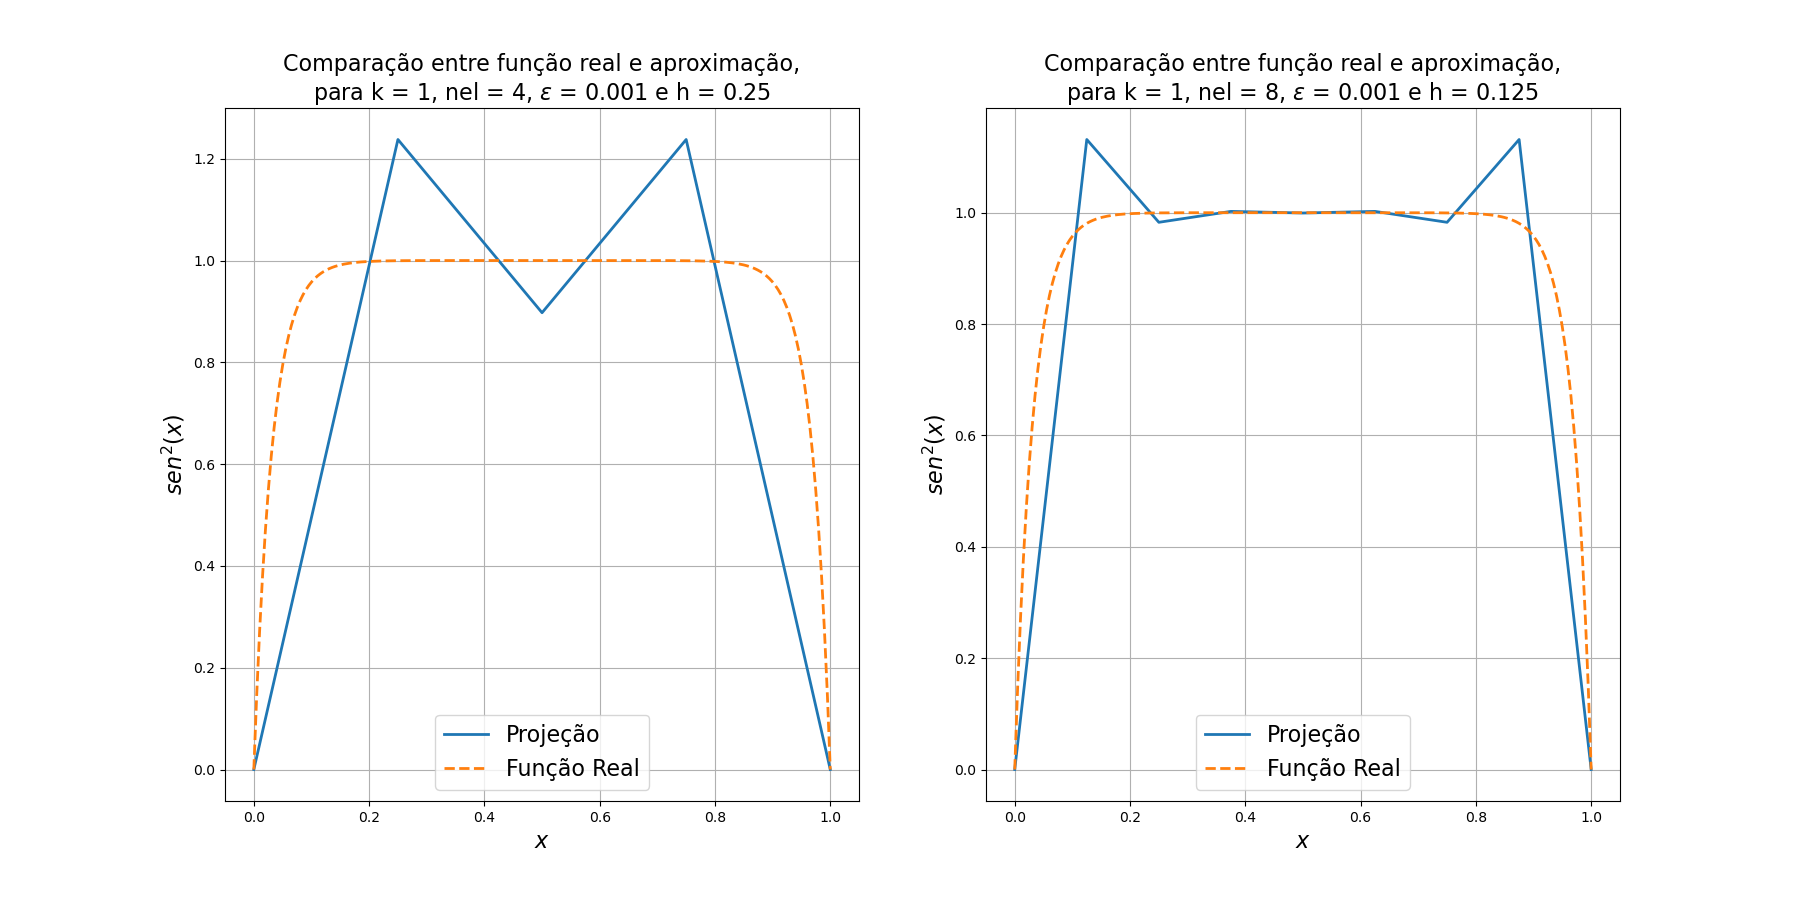 Comparação entre função real e aproximação,
para k = 1, nel = 4, ε = 0.001 e h = 0.25
1.2
1.0
0.8
0.6
0.4
0.2
0.0
sen²(x)
0.0 0.2 0.4 0.6 0.8 1.0
x
Projeção
Função Real
Comparação entre função real e aproximação,
para k = 1, nel = 8, ε = 0.001 e h = 0.125
1.0
0.8
0.6
0.4
0.2
0.0
sen²(x)
0.0 0.2 0.4 0.6 0.8 1.0
x
Projeção
Função Real